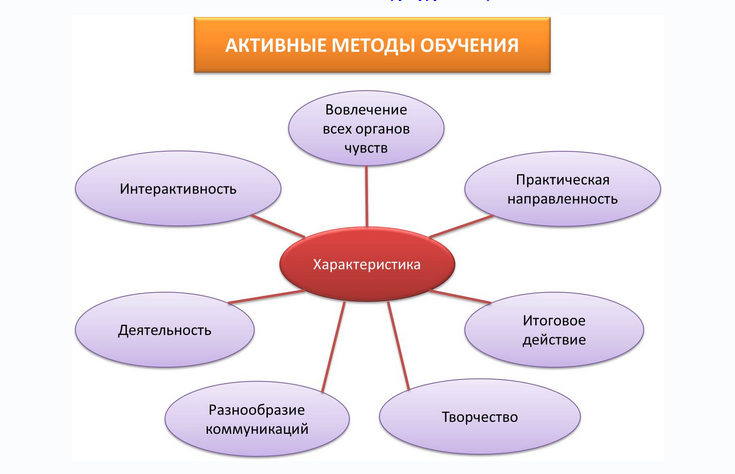 АКТИВНЫЕ МЕТОДЫ ОБУЧЕНИЯ
Вовлечение
всех органов
чувств
Интерактивность
Практическая
направленность
Характеристика
Деятельность
Итоговое
действие
Разнообразие
коммуникаций
Творчество